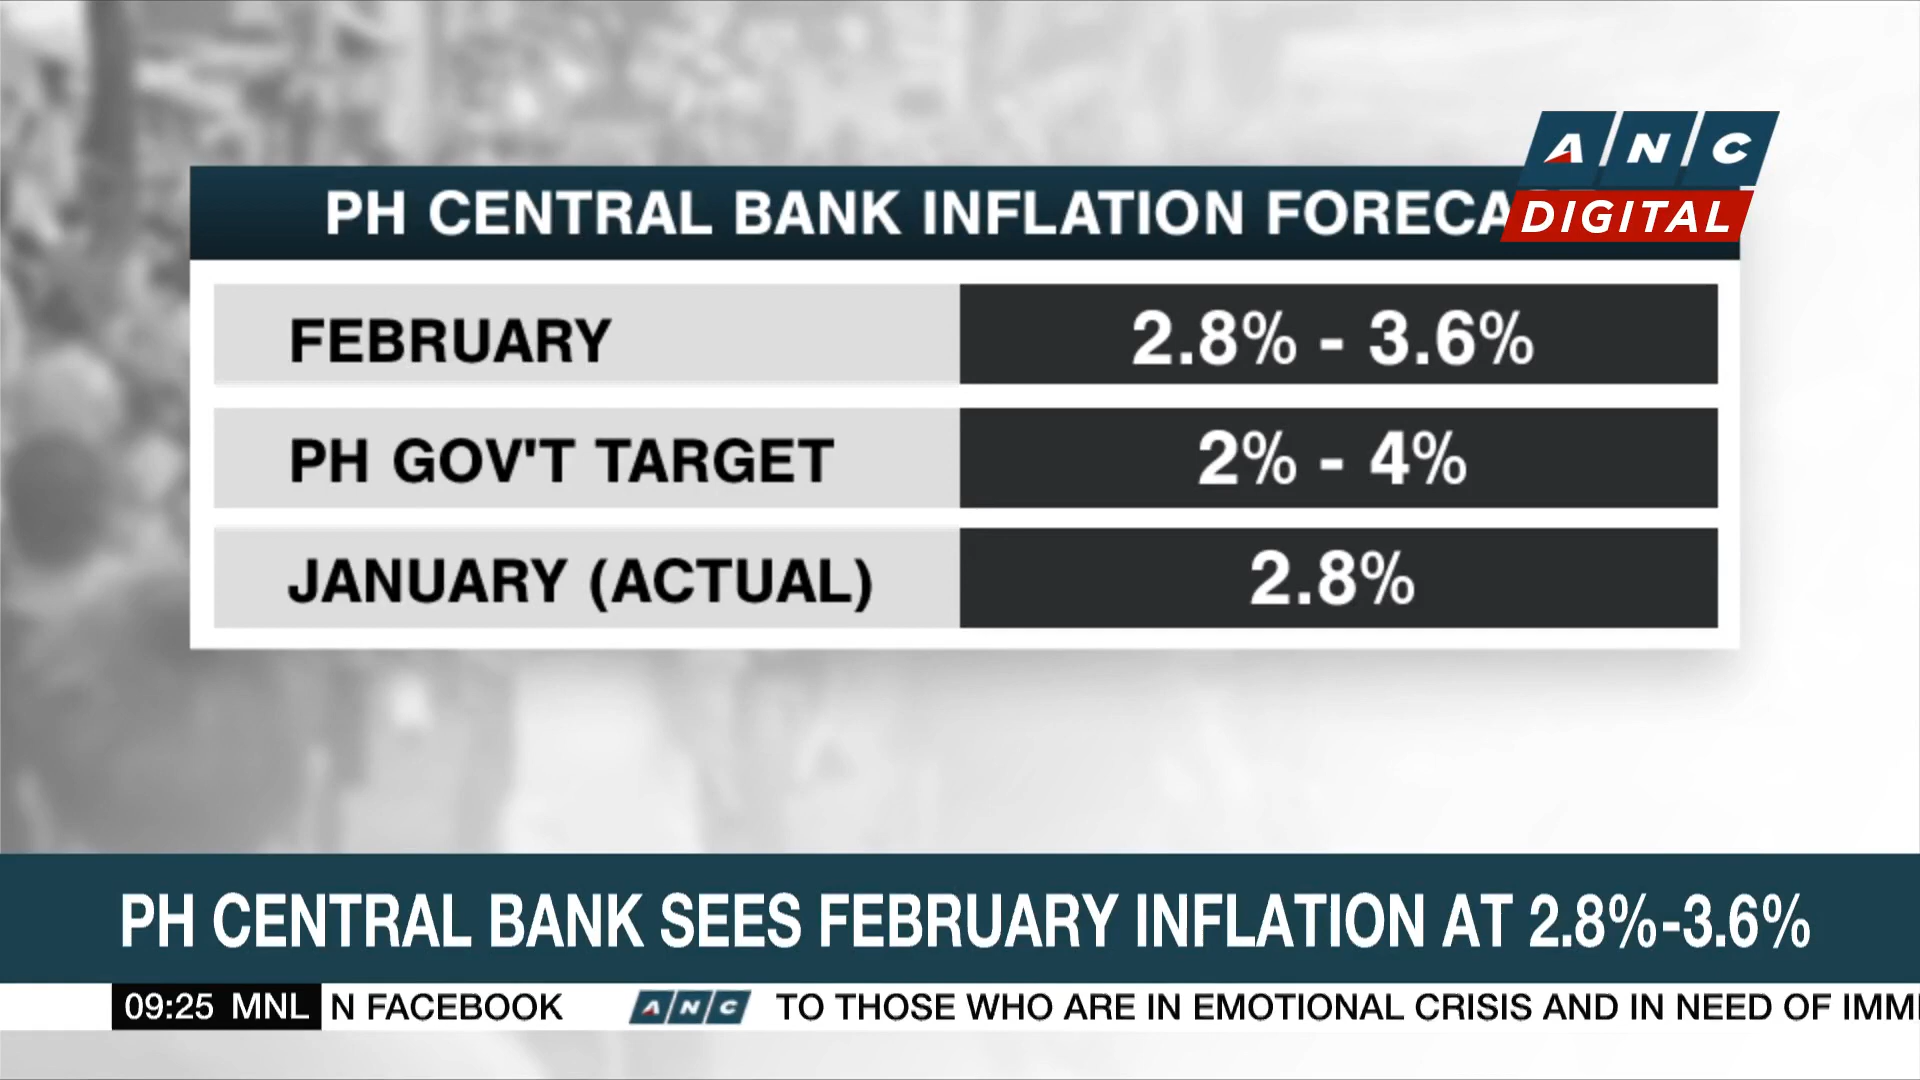 ANC
DIGITAL
PH CENTRAL BANK INFLATION FORECA
FEBRUARY 2.8% - 3.6%
PH GOV'T TARGET 2% - 4%
JANUARY (ACTUAL) 2.8%
PH CENTRAL BANK SEES FEBRUARY INFLATION AT 2.8%-3.6%
09:25 MNL N FACEBOOK ANC TO THOSE WHO ARE IN EMOTIONAL CRISIS AND IN NEED OF IMM